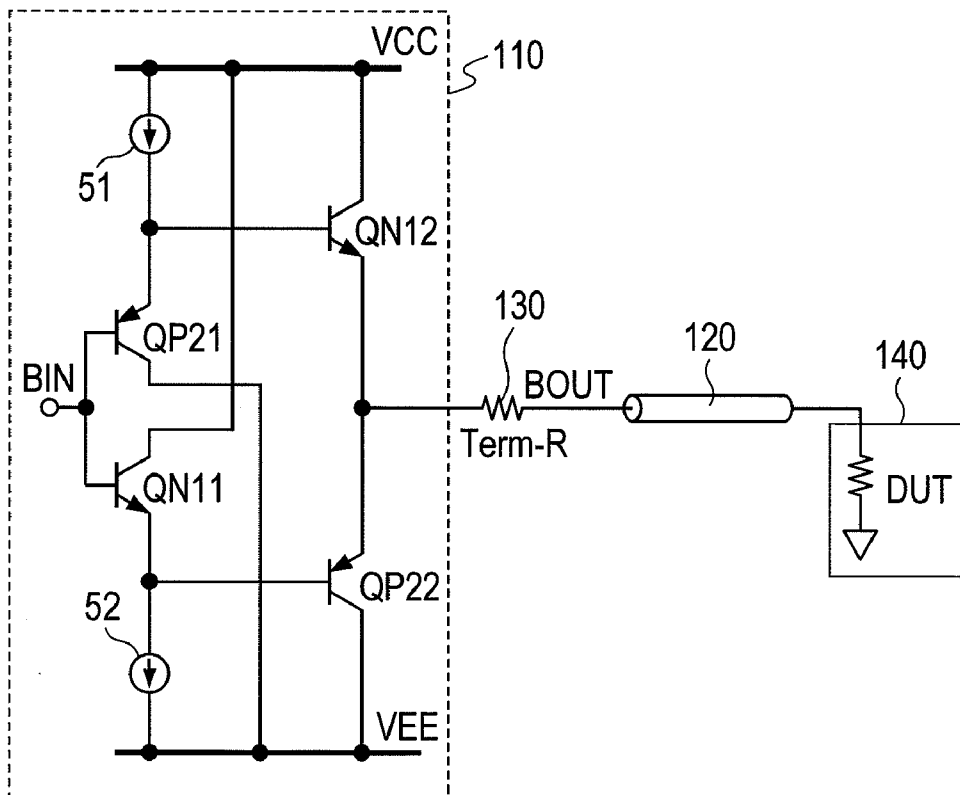 VCC
110
51
QN12
QP21
130
BOUT
120
140
BIN
Term-R
DUT
QN11
QP22
52
VEE